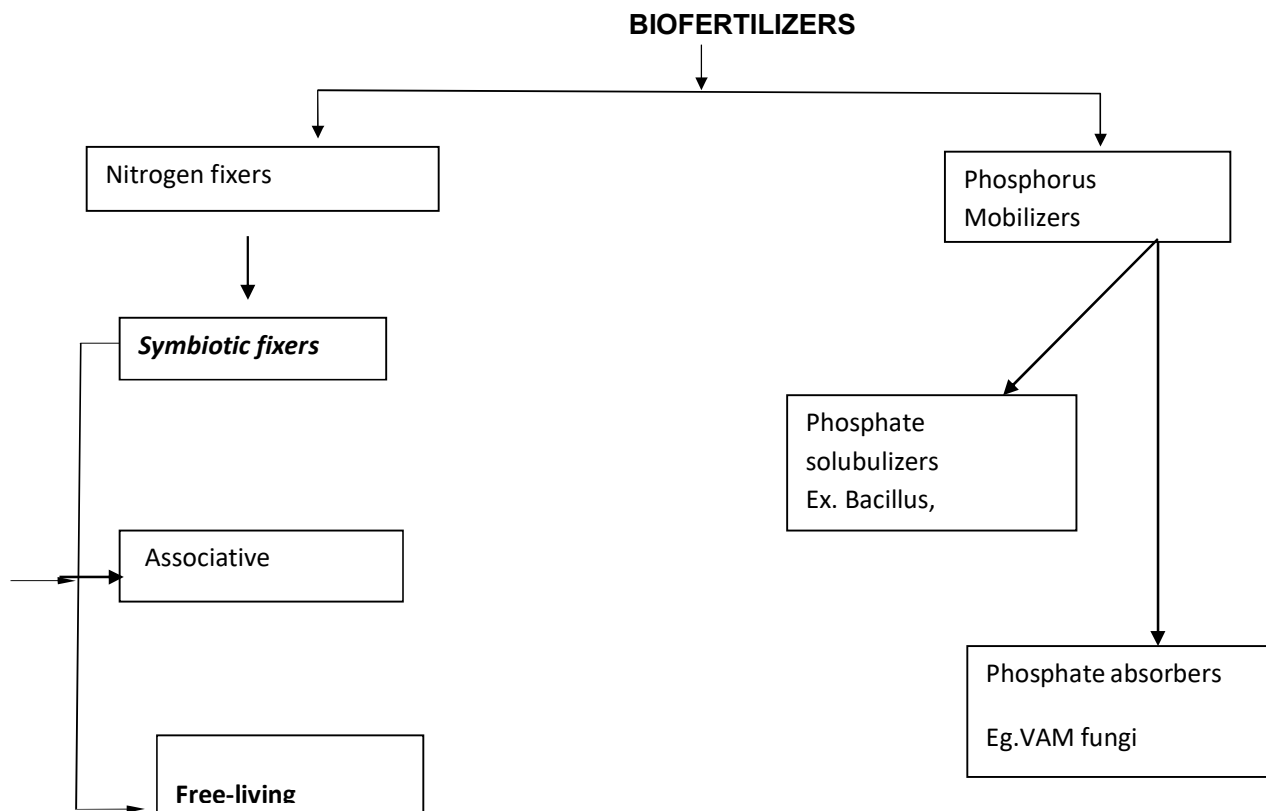 BIOFERTILIZERS
Nitrogen fixers
Phosphorus
Mobilizers
Symbiotic fixers
Phosphate
solubulizers
Ex. Bacillus,
Associative
Phosphate absorbers
Eg.VAM fungi
Free-living